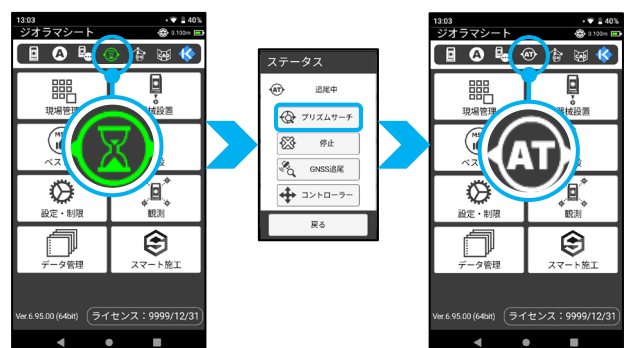 13:03
40%
ジオラマシート
0.100m
A
現場管
械設置
ベス
設定・制限
観測
データ管理
スマート施工
Ver.6.95.00 (64bit)
ライセンス：9999/12/31
ステータス
AT
追尾中
プリズムサーチ
停止
GNSS追尾
コントローラー
戻る
13:03
40%
ジオラマシート
0.100m
A
AT
現場管
器械設置
AT
ベス
設定・制限
観測
データ管理
スマート施工
Ver.6.95.00 (64bit)
ライセンス：9999/12/31